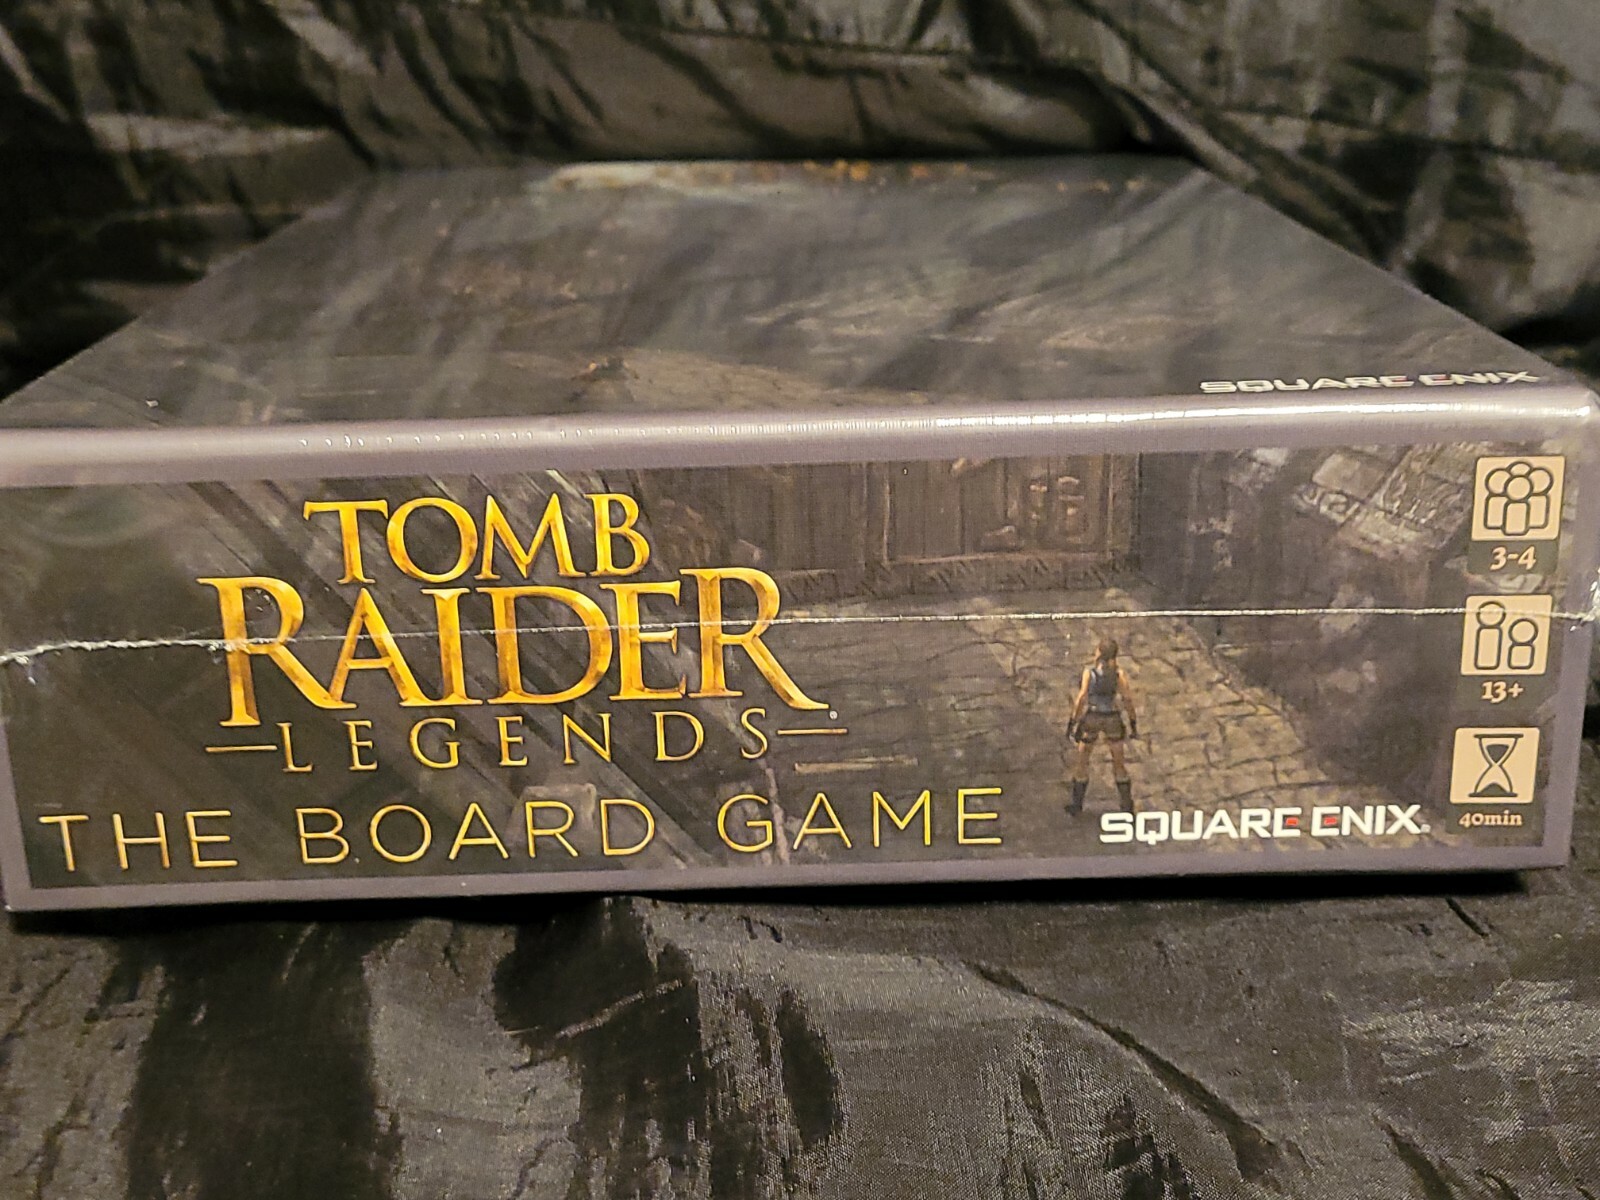 SQUARE ENIX
TOMB
RAIDER
LEGENDS
THE BOARD GAME
SQUARE ENIX
3-4
13+
40min